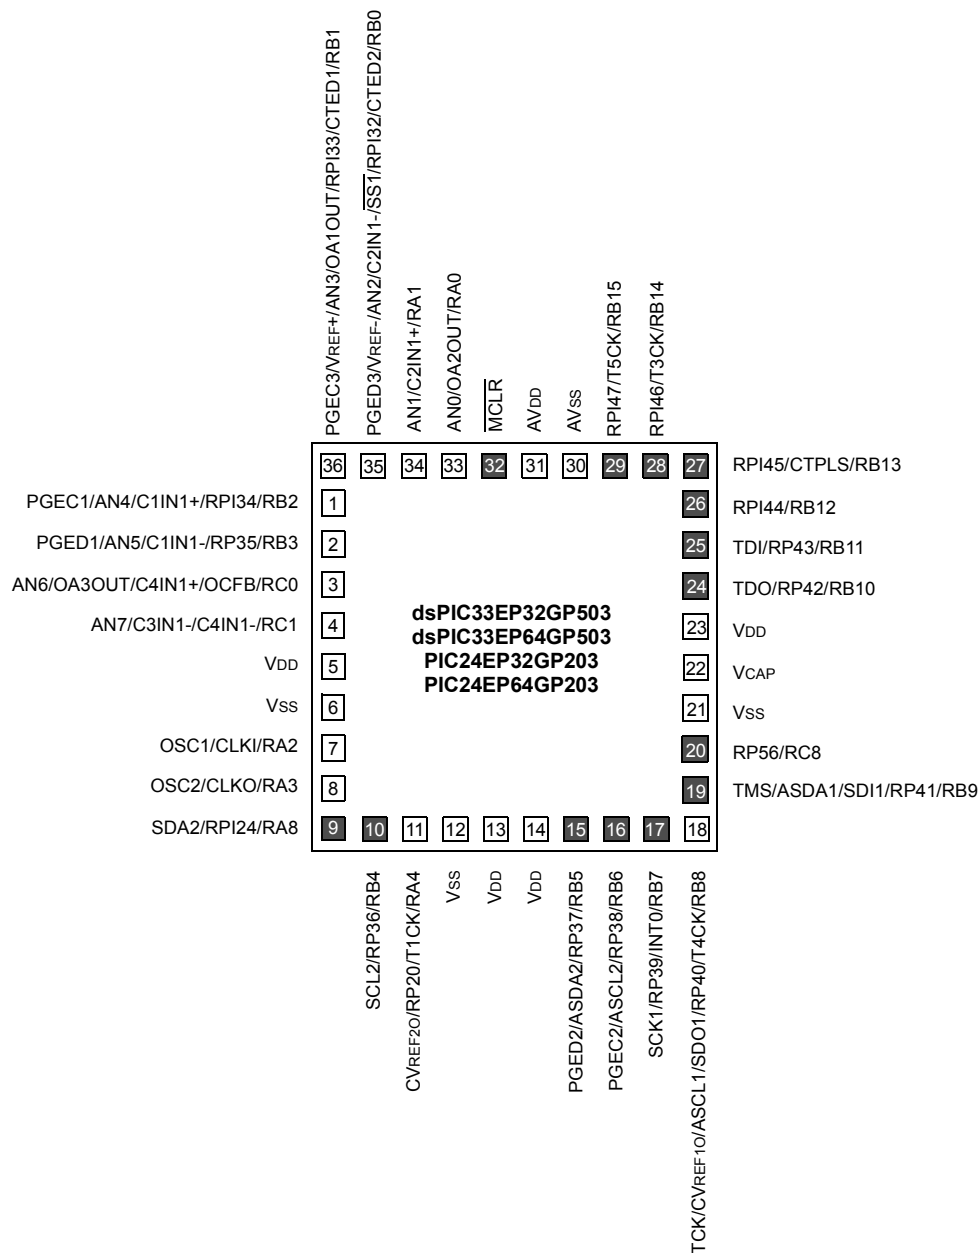 PGEC3/VREF+/AN3/OA1OUT/RPI33/CTED1/RB1
PGED3/VREF-/AN2/C2IN1-/SS1/RPI32/CTED2/RB0
AN1/C2IN1+/RA1
AN0/OA2OUT/RA0
MCLR
AVDD
AVSS
RPI47/T5CK/RB15
RPI46/T3CK/RB14
36 35 34 33 32 31 30 29 28 27
RPI45/CTPLS/RB13
PGEC1/AN4/C1IN1+/RPI34/RB2 1
26 RPI44/RB12
PGED1/AN5/C1IN1-/RP35/RB3 2
25 TDI/RP43/RB11
AN6/OA3OUT/C4IN1+/OCFB/RC0 3
24 TDO/RP42/RB10
AN7/C3IN1-/C4IN1-/RC1 4
23 VDD
dsPIC33EP32GP503
dsPIC33EP64GP503
PIC24EP32GP203
PIC24EP64GP203
VDD 5
22 VCAP
VSS 6
21 VSS
OSC1/CLKI/RA2 7
20 RP56/RC8
OSC2/CLKO/RA3 8
19 TMS/ASDA1/SDI1/RP41/RB9
SDA2/RPI24/RA8
9 10 11 12 13 14 15 16 17 18
SCL2/RP36/RB4
CVREF2O/RP20/T1CK/RA4
VSS
VDD
VDD
PGED2/ASDA2/RP37/RB5
PGEC2/ASCL2/RP38/RB6
SCK1/RP39/INT0/RB7
TCK/CVREF1O/ASCL1/SDO1/RP40/T4CK/RB8